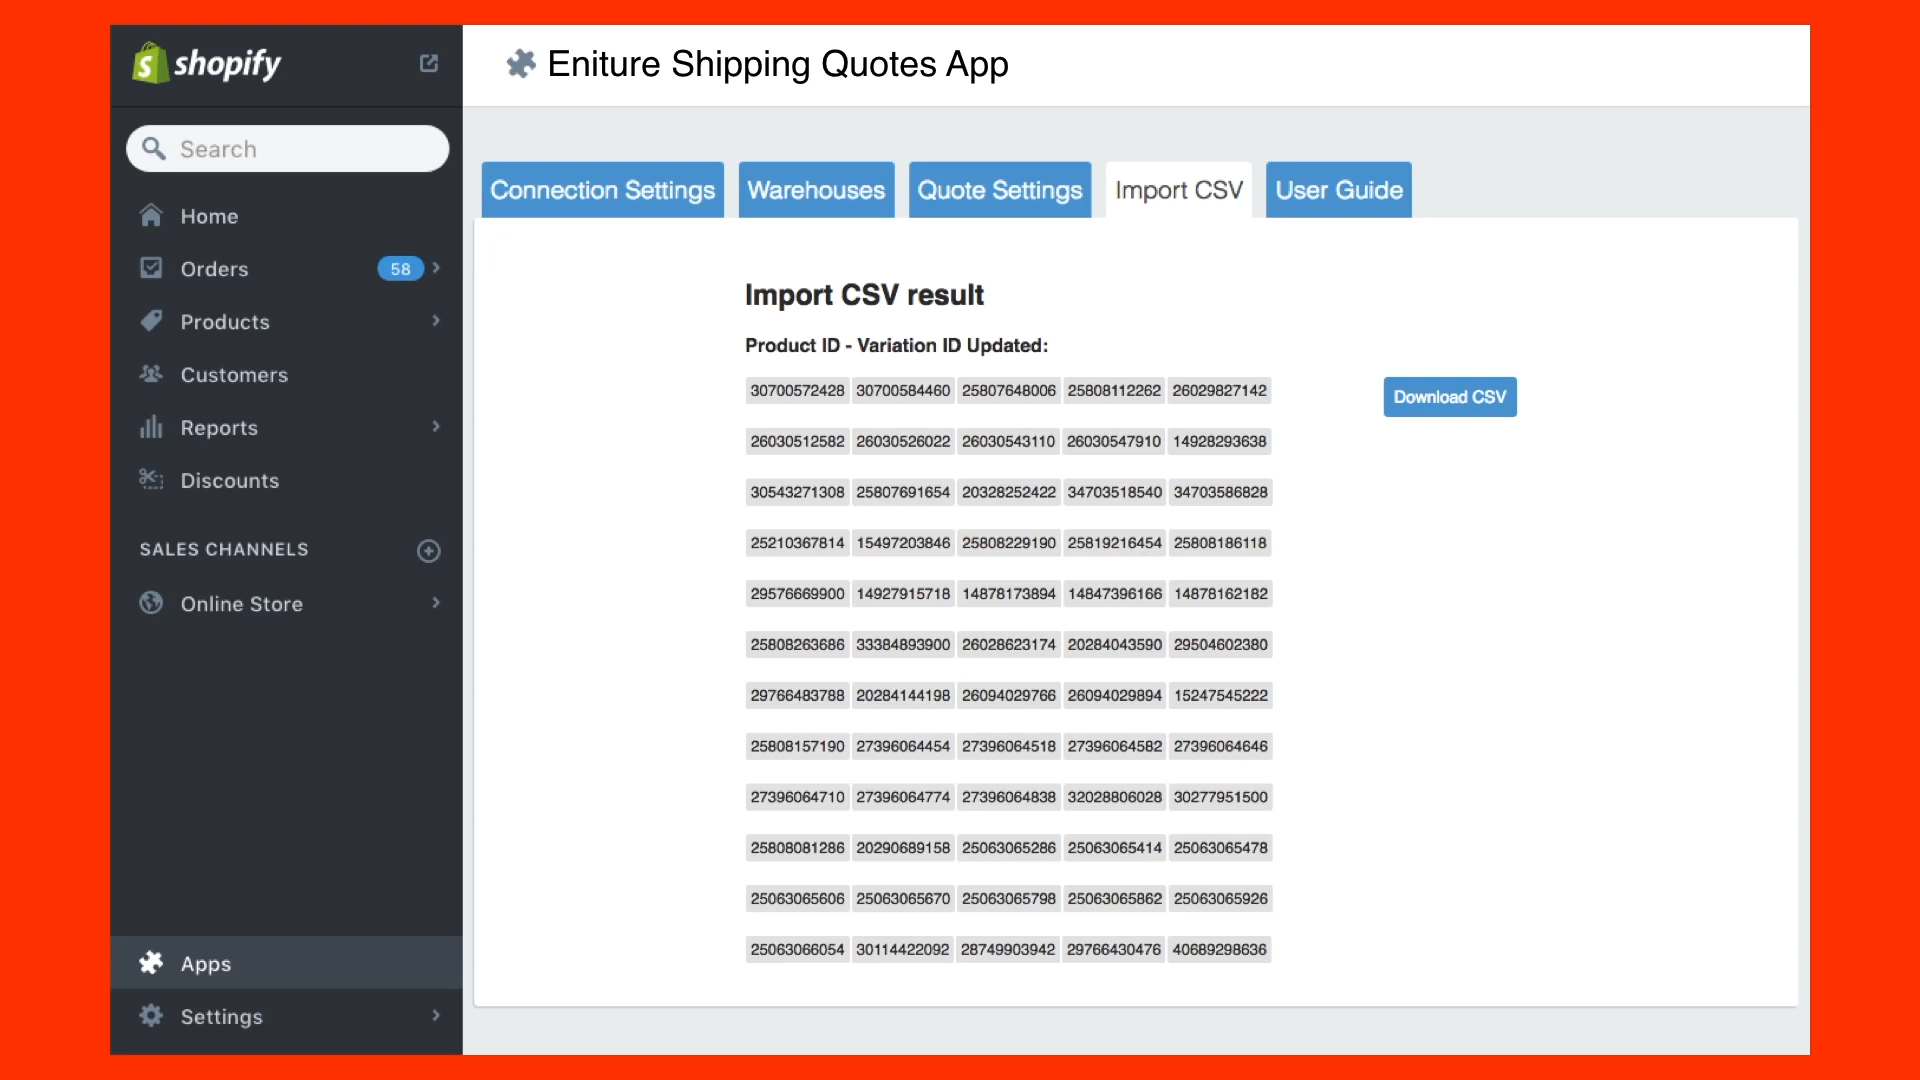 shopify
Search
Home
Orders 58
Products
Customers
Reports
Discounts
SALES CHANNELS
Online Store
Apps
Settings
Eniture Shipping Quotes App
Connection Settings Warehouses Quote Settings Import CSV User Guide
Import CSV result
Product ID - Variation ID Updated:
30700572428 30700584460 25807648006 25808112262 26029827142
Download CSV
26030512582 26030526022 26030543110 26030547910 14928293638
30543271308 25807691654 20328252422 34703518540 34703586828
25210367814 15497203846 25808229190 25819216454 25808186118
29576669900 14927915718 14878173894 14847396166 14878162182
25808263686 33384893900 26028623174 20284043590 29504602380
29766483788 20284144198 26094029766 26094029894 15247545222
25808157190 27396064454 27396064518 27396064582 27396064646
27396064710 27396064774 27396064838 32028806028 30277951500
25808081286 20290689158 25063065286 25063065414 25063065478
25063065606 25063065670 25063065798 25063065862 25063065926
25063066054 30114422092 28749903942 29766430476 40689298636